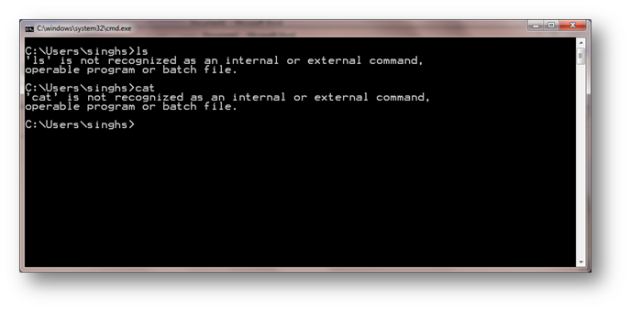 C:\windows\system32\cmd.exe
C:\Users\singhs>ls
'ls' is not recognized as an internal or external command,
operable program or batch file.
C:\Users\singhs>cat
'cat' is not recognized as an internal or external command,
operable program or batch file.
C:\Users\singhs>